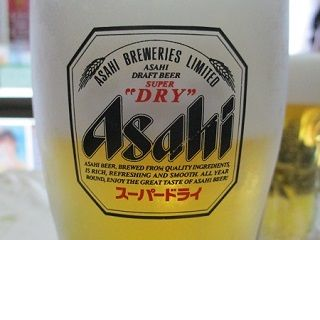 ASAHI BREWERIES LIMITED
ASAHI
DRAFT BEER
SUPER
"DRY"
Asahi
ASAHI BEER, BREWED FROM QUALITY INGREDIENTS,
IS RICH, REFRESHING AND SMOOTH. ALL YEAR
ROUND, ENJOY THE GREAT TASTE OF ASAHI BEER!
スーパードライ